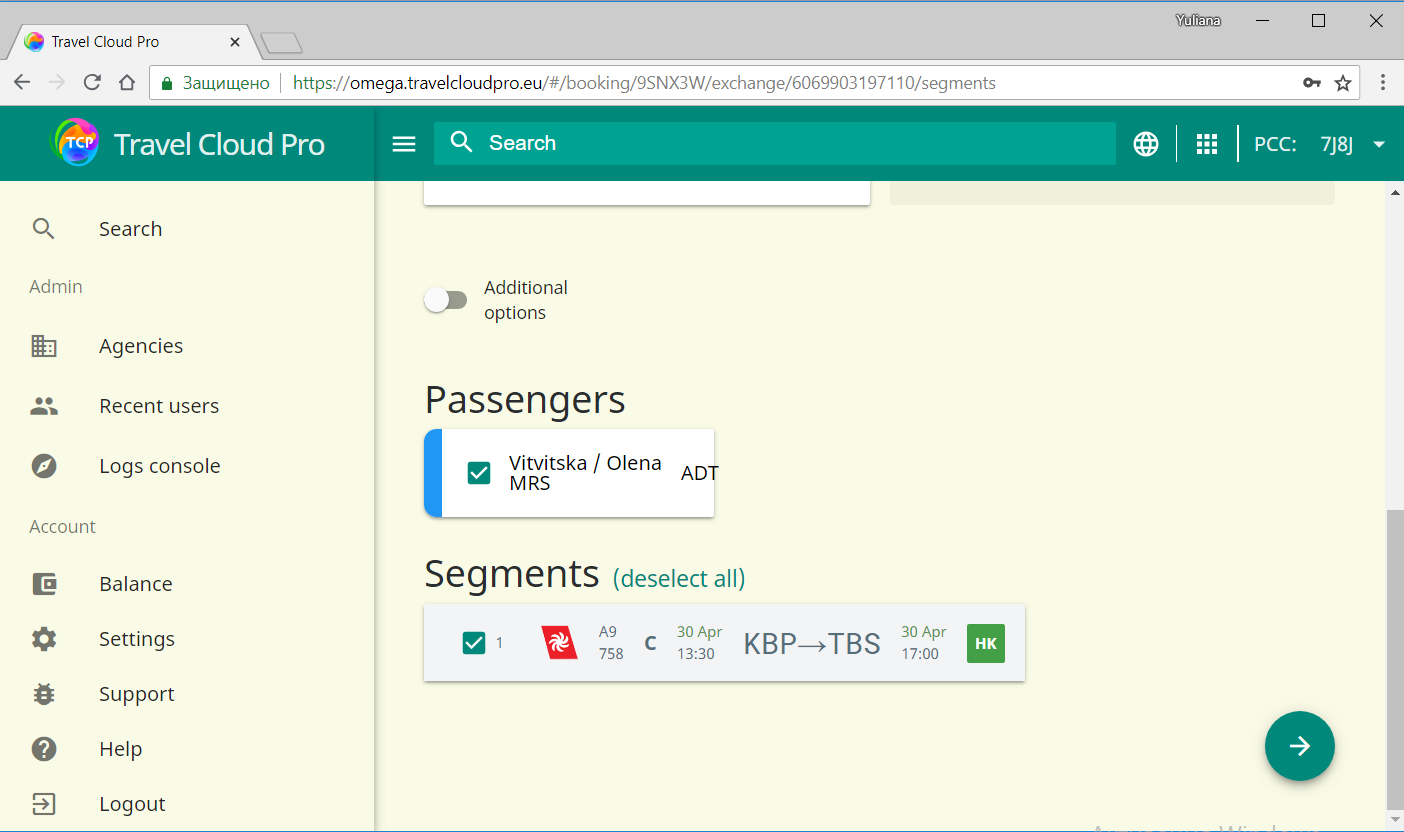 Yuliana
Travel Cloud Pro
Защищено https://omega.travelcloudpro.eu/#/booking/9SNX3W/exchange/6069903197110/segments
TCP Travel Cloud Pro
Search
PCC: 7J8J
Search
Admin
Agencies
Recent users
Logs console
Account
Balance
Settings
Support
Help
Logout
Additional
options
Passengers
Vitvitska / Olena
MRS
ADT
Segments (deselect all)
1
A9
758
C
30 Apr
13:30
KBP→TBS
30 Apr
17:00
HK